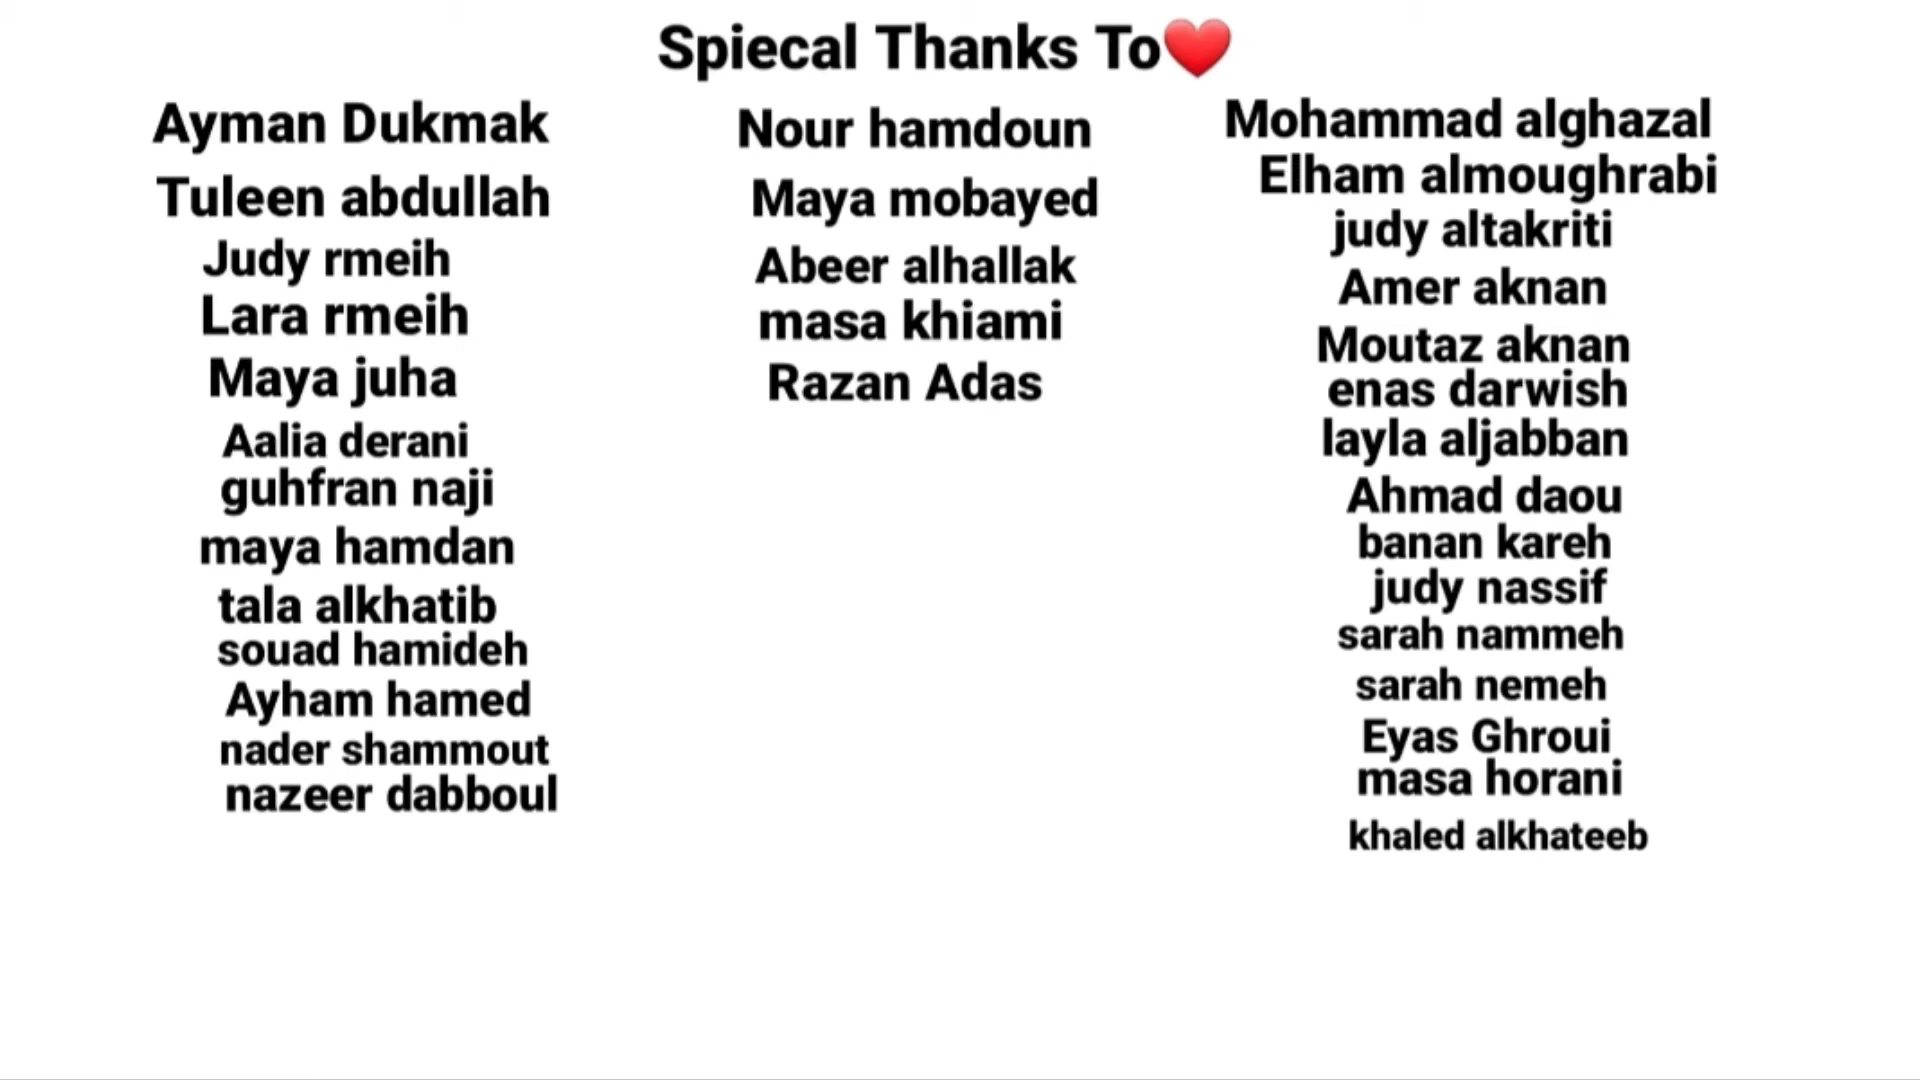 Spiecal Thanks To❤️
Ayman Dukmak
Tuleen abdullah
Judy rmeih
Lara rmeih
Maya juha
Aalia derani
guhfran naji
maya hamdan
tala alkhatib
souad hamideh
Ayham hamed
nader shammout
nazeer dabboul
Nour hamdoun
Maya mobayed
Abeer alhallak
masa khiami
Razan Adas
Mohammad alghazal
Elham almoughrabi
judy altakriti
Amer aknan
Moutaz aknan
enas darwish
layla aljabban
Ahmad daou
banan kareh
judy nassif
sarah nammeh
sarah nemeh
Eyas Ghroui
masa horani
khaled alkhateeb